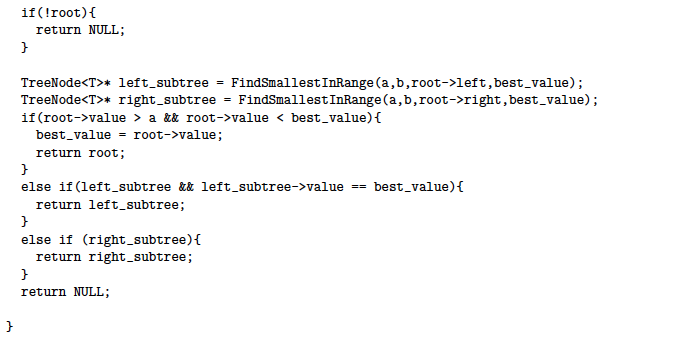 if(!root){
return NULL;
}
TreeNode<T>* left_subtree = FindSmallestInRange(a,b,root->left,best_value);
TreeNode<T>* right_subtree = FindSmallestInRange(a,b,root->right,best_value);
if(root->value > a && root->value < best_value){
best_value = root->value;
return root;
}
else if(left_subtree && left_subtree->value == best_value){
return left_subtree;
}
else if (right_subtree){
return right_subtree;
}
return NULL;
}